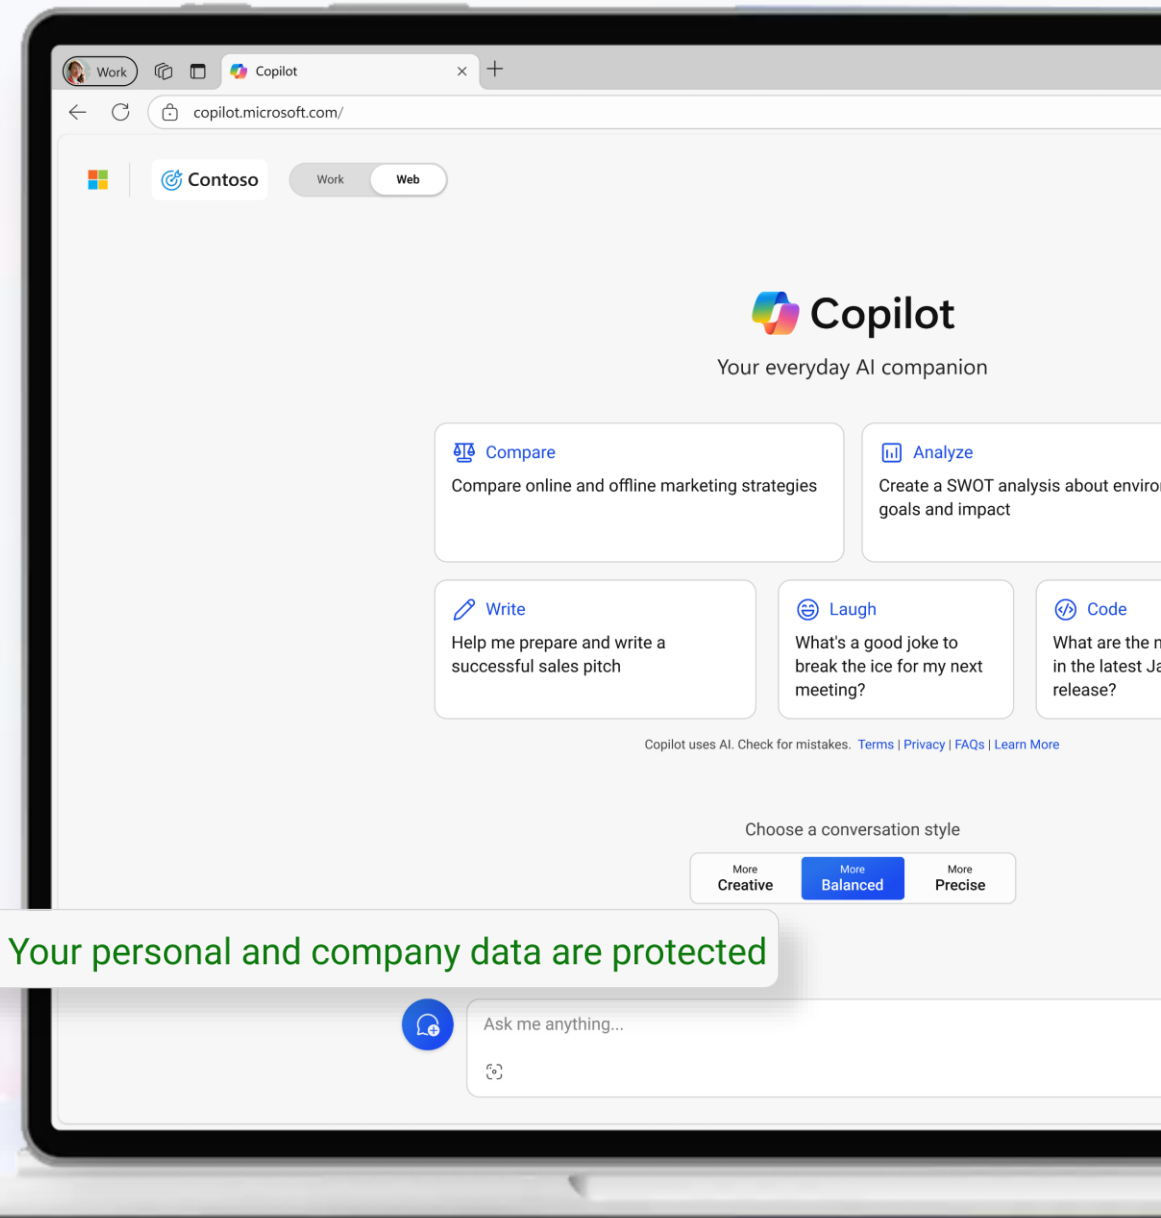 Work
Copilot
copilot.microsoft.com/
Contoso
Work
Web
Copilot
Your everyday AI companion
Compare
Compare online and offline marketing strategies
Analyze
Create a SWOT analysis about
goals and impact
Write
Help me prepare and write a
successful sales pitch
Laugh
What's a good joke to
break the ice for my next
meeting?
Code
What are the
in the latest
release?
Copilot uses AI. Check for mistakes. Terms | Privacy | FAQs | Learn More
Choose a conversation style
More
Creative
More
Balanced
More
Precise
Your personal and company data are protected
Ask me anything...